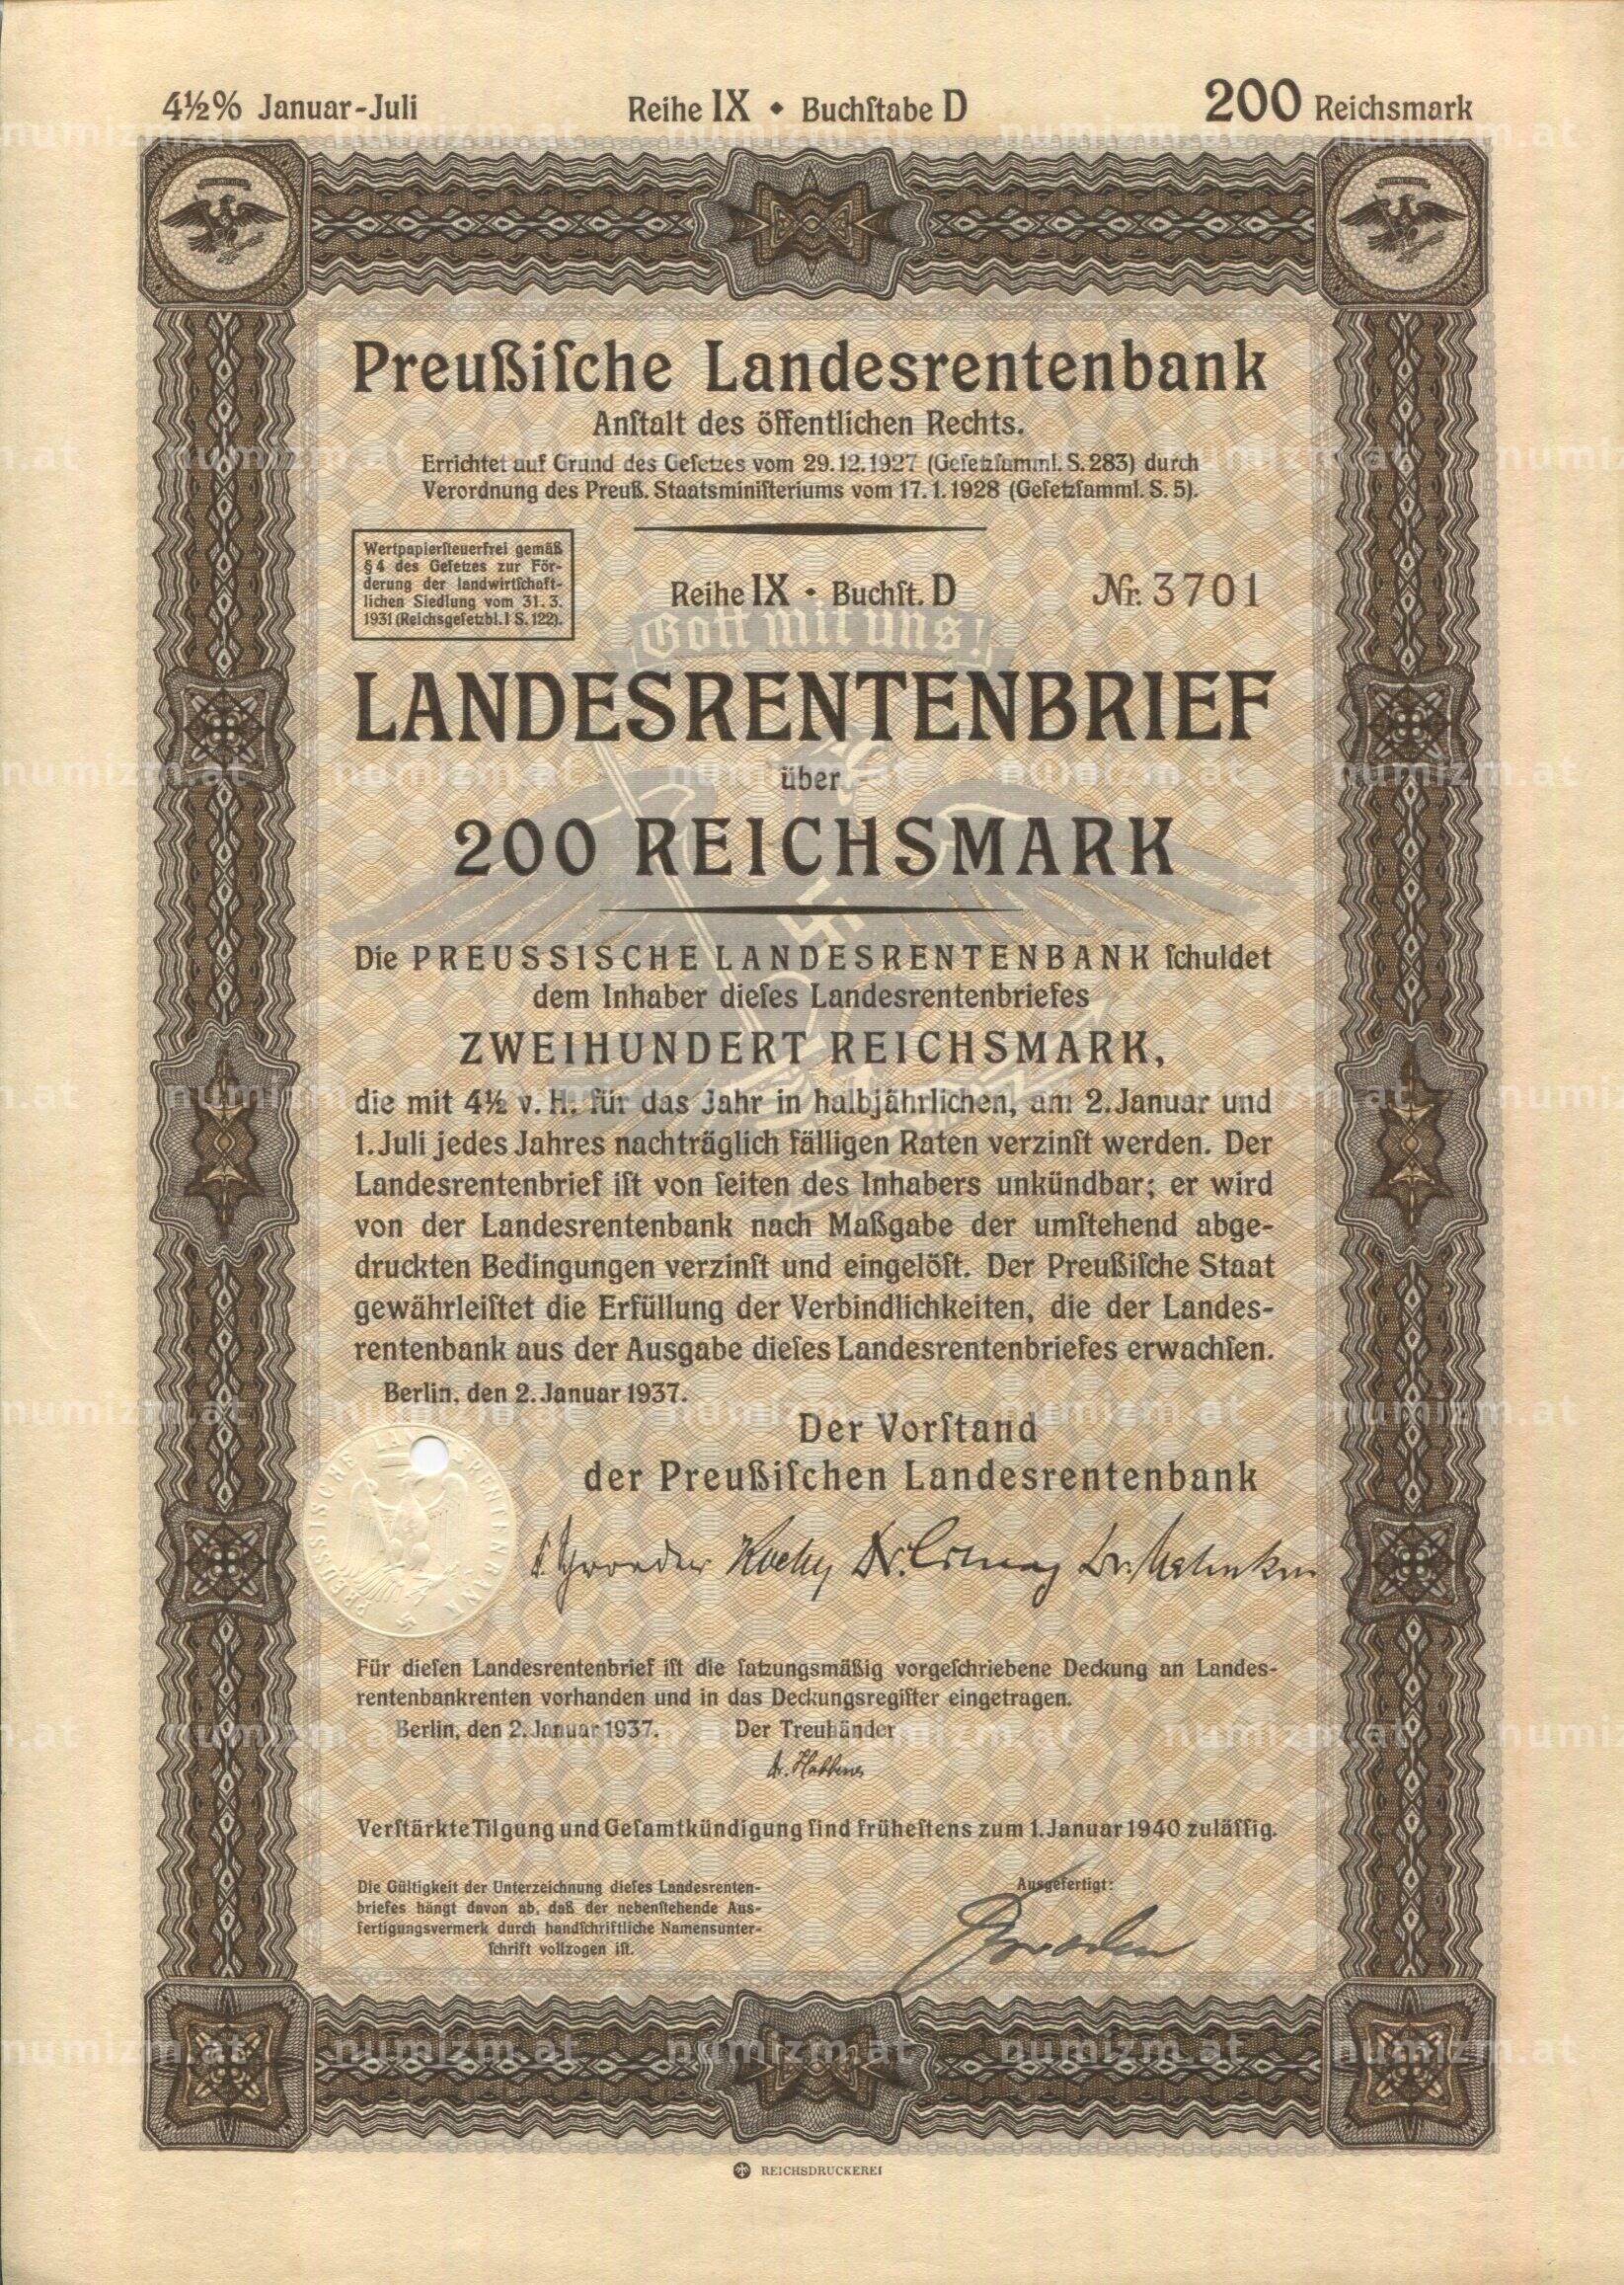 4½% Januar-Juli
Reihe IX • Buchſtabe D
200 Reichsmark
Preußiſche Landesrentenbank
Anſtalt des öffentlichen Rechts.
Errichtet auf Grund des Geſetzes vom 29.12.1927 (Geſetzſamml. S. 283) durch
Verordnung des Preuß. Staatsminiſteriums vom 17.1.1928 (Geſetzſamml. S. 5).
Wertpapierſteuerfrei gemäß
§ 4 des Geſetzes zur För-
derung der landwirtſchaft-
lichen Siedlung vom 31.3.
1931 (Reichsgeſetzbl. I S. 122).
Reihe IX • Buchſt. D
Nr. 3701
Gott mit uns!
LANDESRENTENBRIEF
über
200 REICHSMARK
Die PREUSSISCHE LANDESRENTENBANK ſchuldet
dem Inhaber dieſes Landesrentenbriefes
ZWEIHUNDERT REICHSMARK,
die mit 4½ v. H. für das Jahr in halbjährlichen, am 2. Januar und
1. Juli jedes Jahres nachträglich fälligen Raten verzinſt werden. Der
Landesrentenbrief iſt von ſeiten des Inhabers unkündbar; er wird
von der Landesrentenbank nach Maßgabe der umſtehend abge-
druckten Bedingungen verzinſt und eingelöſt. Der Preußiſche Staat
gewährleiſtet die Erfüllung der Verbindlichkeiten, die der Landes-
rentenbank aus der Ausgabe dieſes Landesrentenbriefes erwachſen.
Berlin, den 2. Januar 1937.
Der Vorſtand
der Preußiſchen Landesrentenbank
PREUSSISCHE LANDESRENTENBANK
Für dieſen Landesrentenbrief iſt die ſatzungsmäßig vorgeſchriebene Deckung an Landes-
rentenbankrenten vorhanden und in das Deckungsregiſter eingetragen.
Berlin, den 2. Januar 1937.
Der Treuhänder
Verſtärkte Tilgung und Geſamtkündigung ſind früheſtens zum 1. Januar 1940 zuläſſig.
Die Gültigkeit der Unterzeichnung dieſes Landesrenten-
briefes hängt davon ab, daß der nebenſtehende Aus-
fertigungsvermerk durch handſchriftliche Namensunter-
ſchrift vollzogen iſt.
Ausgefertigt:
REICHSDRUCKEREI
numizm.at